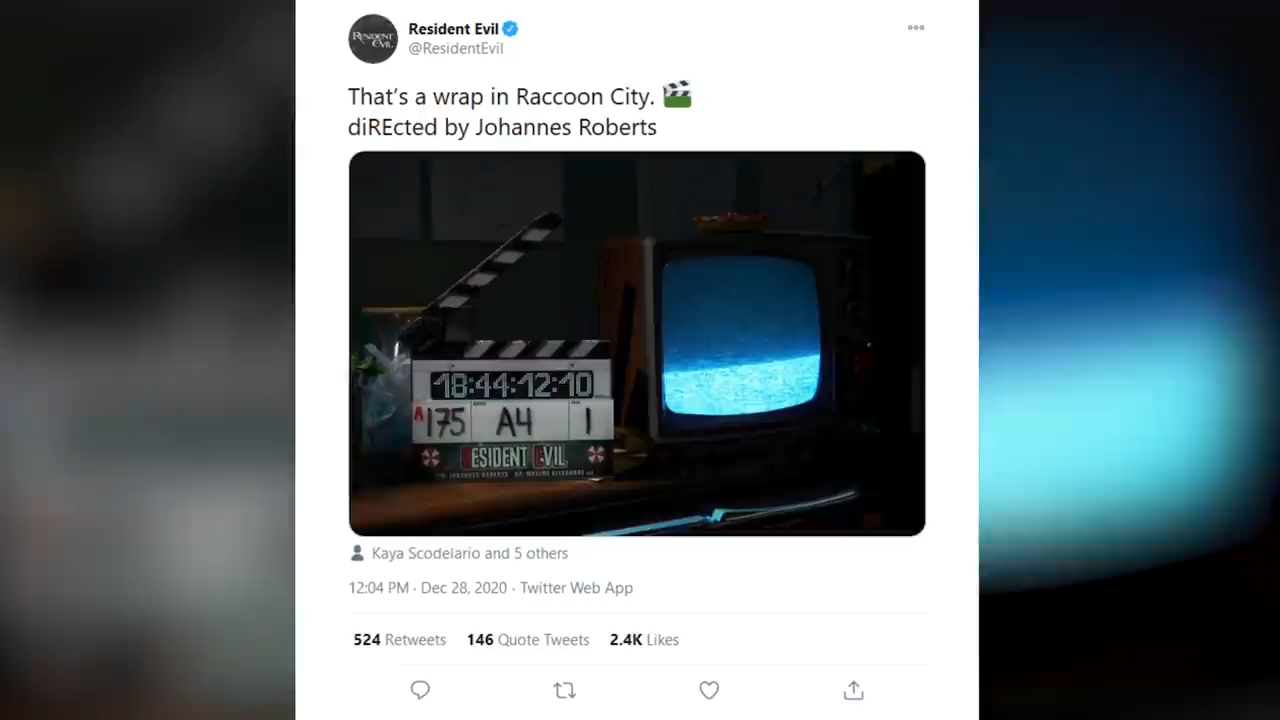 RESIDENT EVIL
Resident Evil
@ResidentEvil
That's a wrap in Raccoon City. 🎬
diREcted by Johannes Roberts
18:44:12:10
A 175 A4 1
RESIDENT EVIL
Kaya Scodelario and 5 others
12:04 PM · Dec 28, 2020 · Twitter Web App
524 Retweets 146 Quote Tweets 2.4K Likes